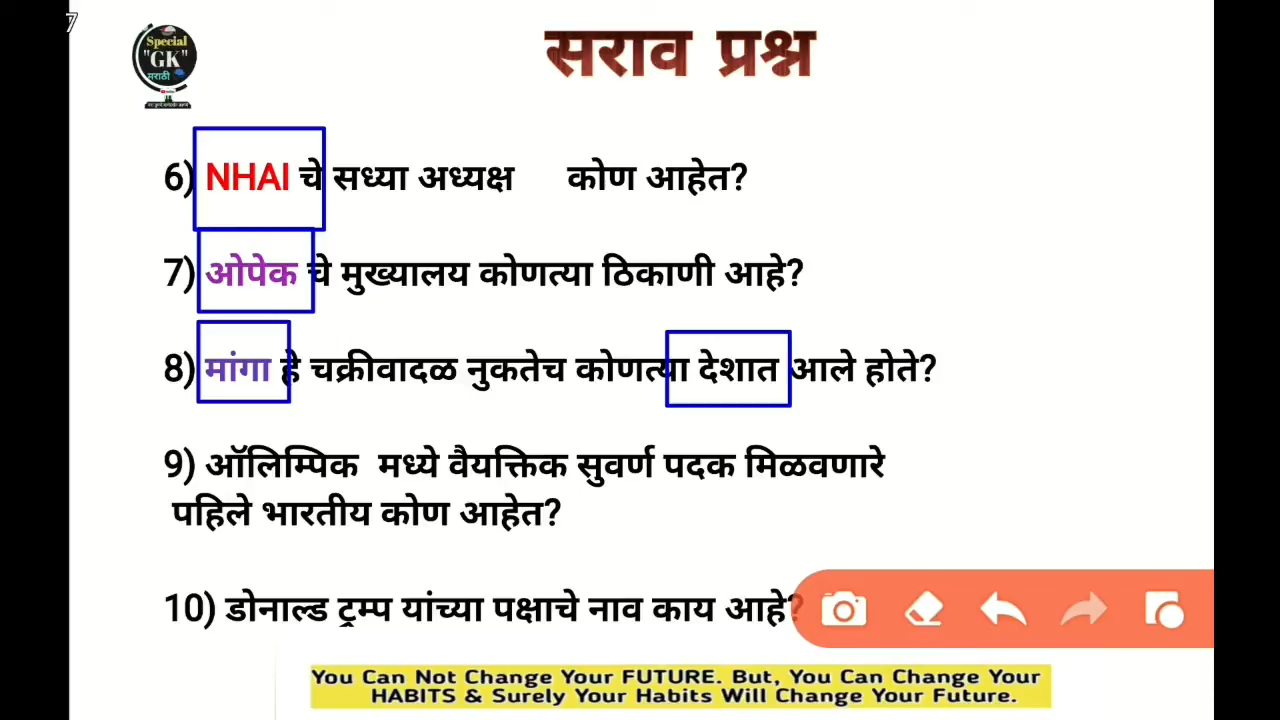 7
Special
"GK"
मराठी
सराव प्रश्न
6) NHAI चे सध्या अध्यक्ष कोण आहेत?
7) ओपेक चे मुख्यालय कोणत्या ठिकाणी आहे?
8) मांगा हे चक्रीवादळ नुकतेच कोणत्या देशात आले होते?
9) ऑलिम्पिक मध्ये वैयक्तिक सुवर्ण पदक मिळवणारे
पहिले भारतीय कोण आहेत?
10) डोनाल्ड ट्रम्प यांच्या पक्षाचे नाव काय आहे?
You Can Not Change Your FUTURE. But, You Can Change Your
HABITS & Surely Your Habits Will Change Your Future.